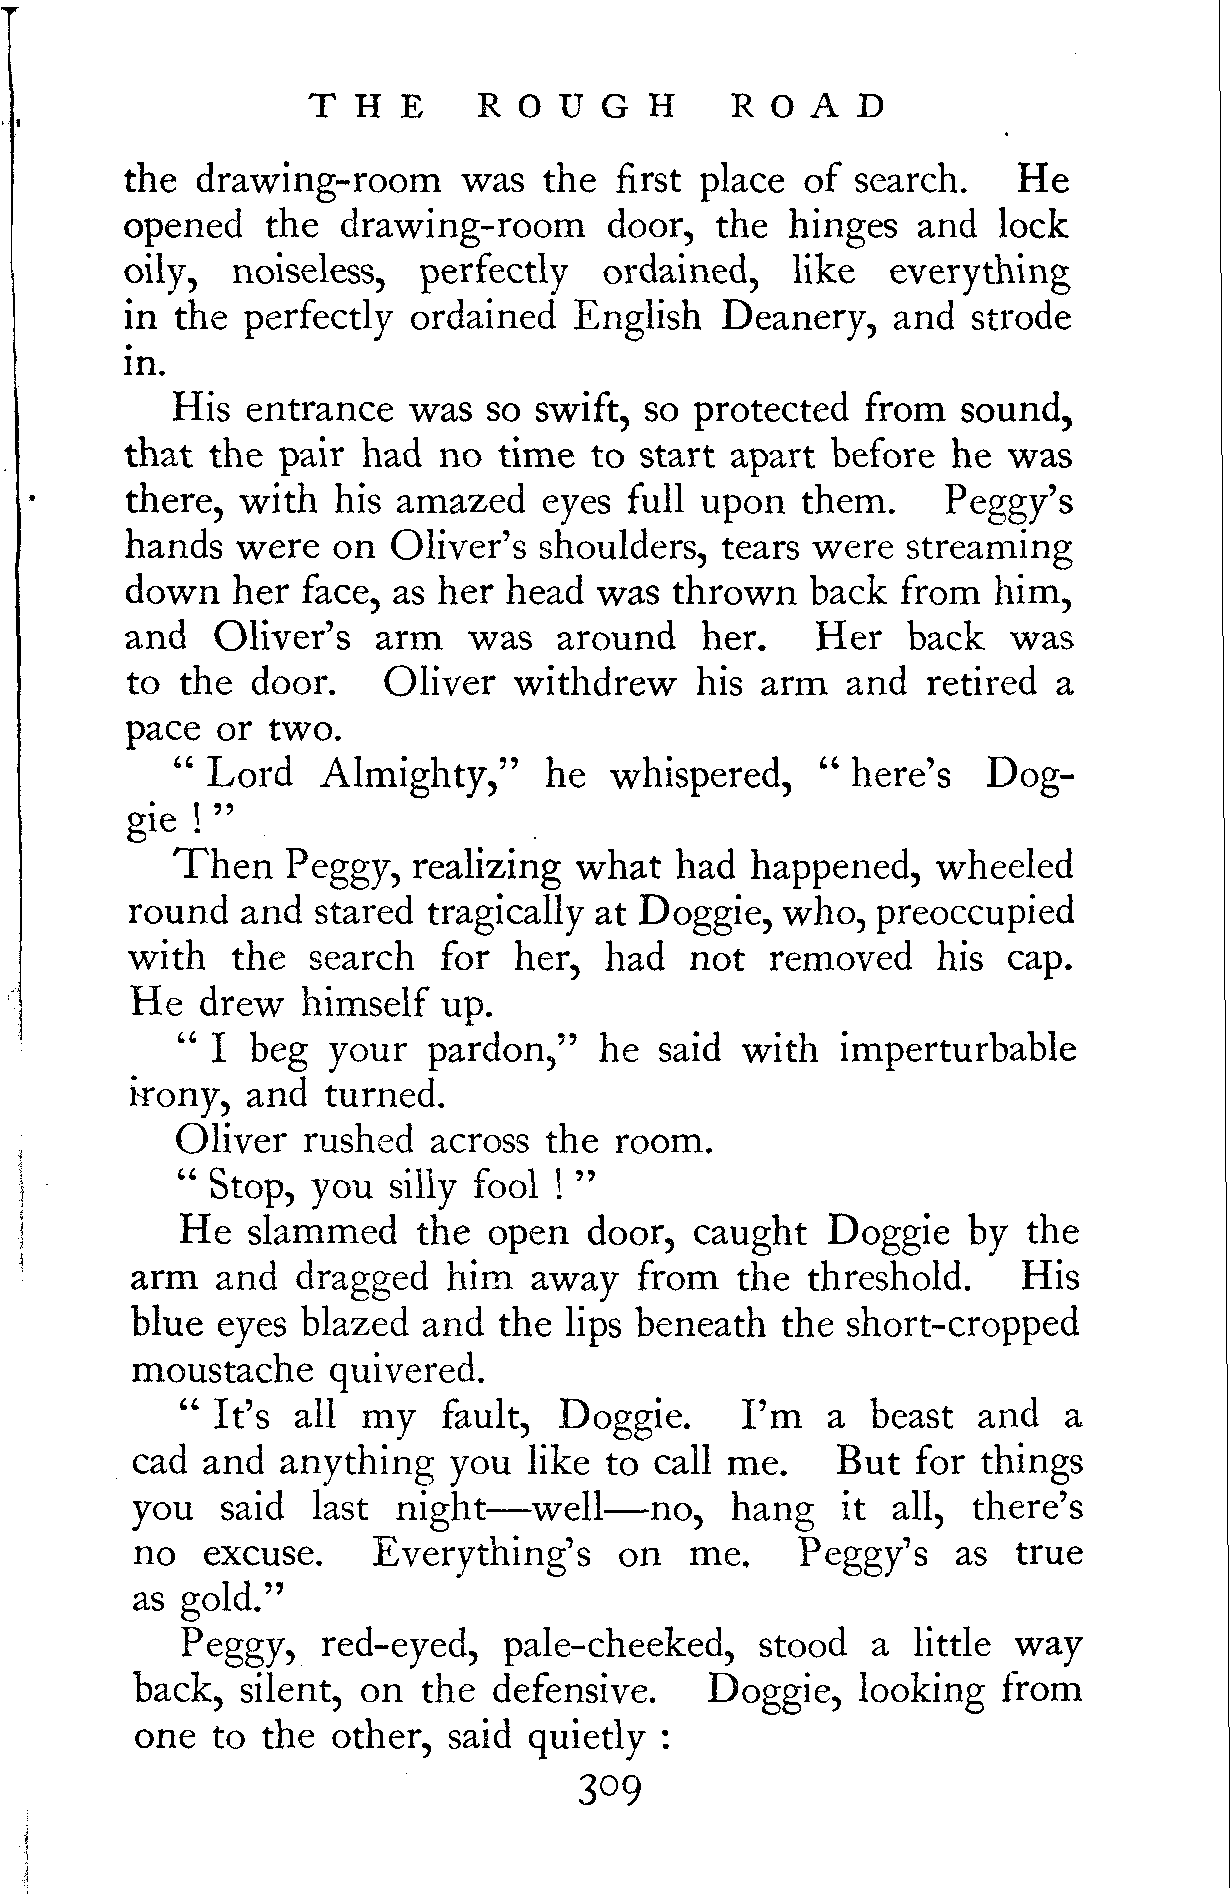 THE ROUGH ROAD
the drawing-room was the first place of search. He
opened the drawing-room door, the hinges and lock
oily, noiseless, perfectly ordained, like everything
in the perfectly ordained English Deanery, and strode
in.
His entrance was so swift, so protected from sound,
that the pair had no time to start apart before he was
there, with his amazed eyes full upon them. Peggy's
hands were on Oliver's shoulders, tears were streaming
down her face, as her head was thrown back from him,
and Oliver's arm was around her. Her back was
to the door. Oliver withdrew his arm and retired a
pace or two.
“ Lord Almighty,” he whispered, “ here's Dog-
gie ! ”
Then Peggy, realizing what had happened, wheeled
round and stared tragically at Doggie, who, preoccupied
with the search for her, had not removed his cap.
He drew himself up.
“ I beg your pardon,” he said with imperturbable
irony, and turned.
Oliver rushed across the room.
“ Stop, you silly fool ! ”
He slammed the open door, caught Doggie by the
arm and dragged him away from the threshold. His
blue eyes blazed and the lips beneath the short-cropped
moustache quivered.
“ It's all my fault, Doggie. I'm a beast and a
cad and anything you like to call me. But for things
you said last night—well—no, hang it all, there's
no excuse. Everything's on me. Peggy's as true
as gold.”
Peggy, red-eyed, pale-cheeked, stood a little way
back, silent, on the defensive. Doggie, looking from
one to the other, said quietly :
309